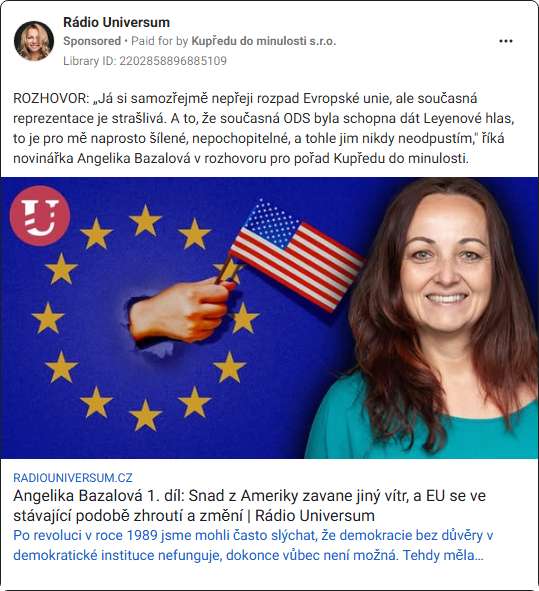 Rádio Universum
Sponsored • Paid for by Kupředu do minulosti s.r.o.
Library ID: 2202858896885109
ROZHOVOR: „Já si samozřejmě nepřeji rozpad Evropské unie, ale současná
reprezentace je strašlivá. A to, že současná ODS byla schopna dát Leyenové hlas,
to je pro mě naprosto šílené, nepochopitelné, a tohle jim nikdy neodpustím," říká
novinářka Angelika Bazalová v rozhovoru pro pořad Kupředu do minulosti.
U
RADIOUNIVERSUM.CZ
Angelika Bazalová 1. díl: Snad z Ameriky zavane jiný vítr, a EU se ve
stávající podobě zhroutí a změní | Rádio Universum
Po revoluci v roce 1989 jsme mohli často slýchat, že demokracie bez důvěry v
demokratické instituce nefunguje, dokonce vůbec není možná. Tehdy měla...